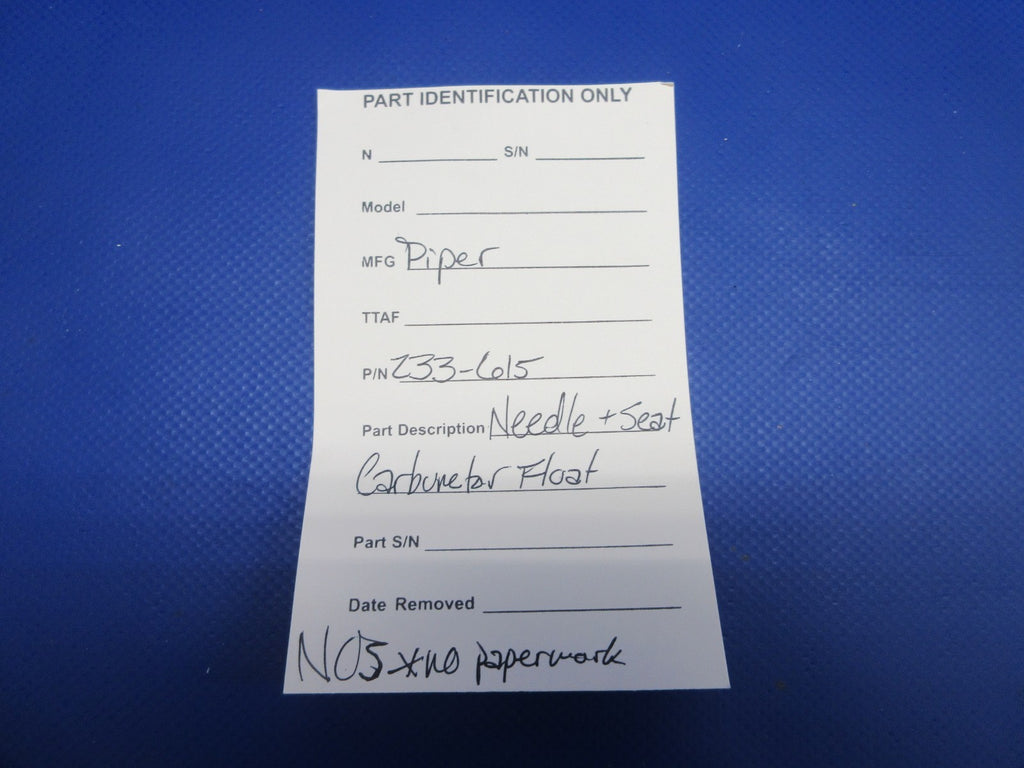 PART IDENTIFICATION ONLY
N S/N
Model
MFG Piper
TTAF
P/N 233-615
Part Description Needle + Seat
Carburetor Float
Part S/N
Date Removed
NOS *no paperwork